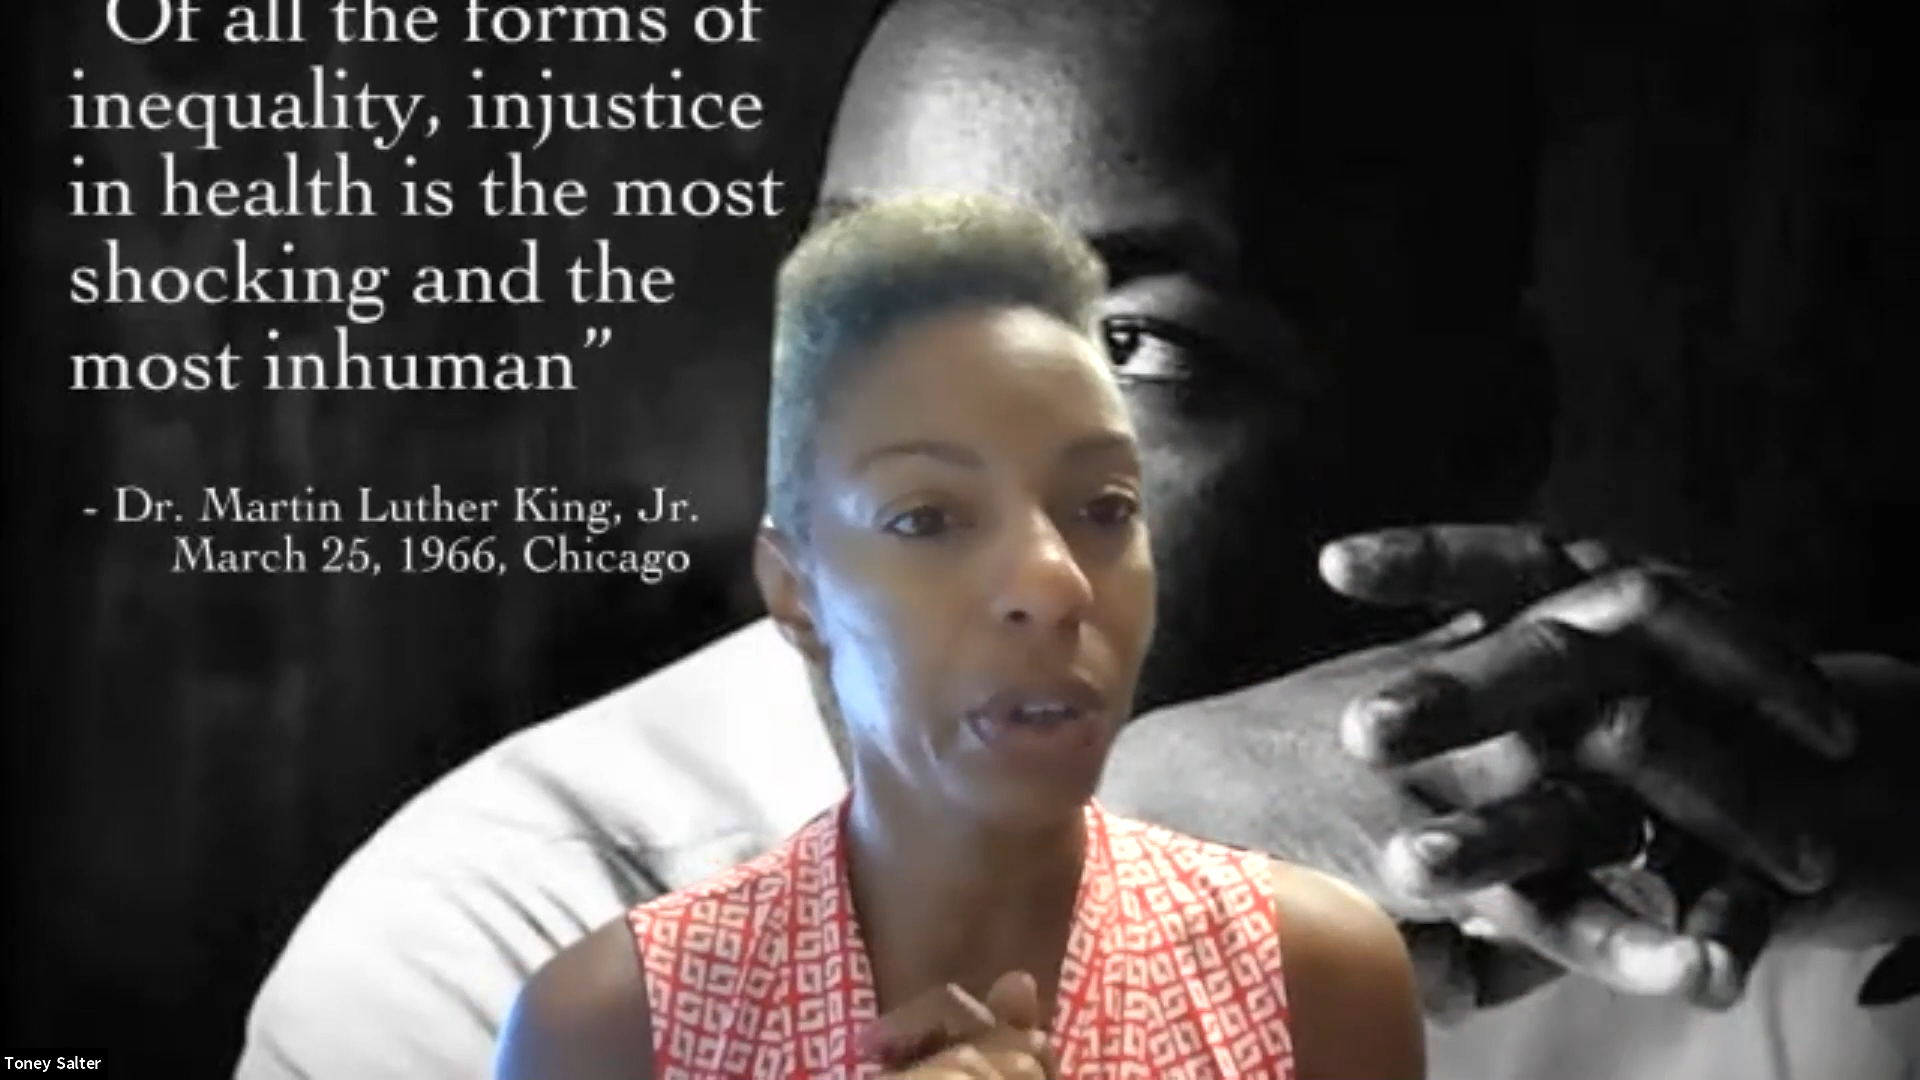 Of all the forms of
inequality, injustice
in health is the most
shocking and the
most inhuman”
- Dr. Martin Luther King, Jr.
March 25, 1966, Chicago
Toney Salter